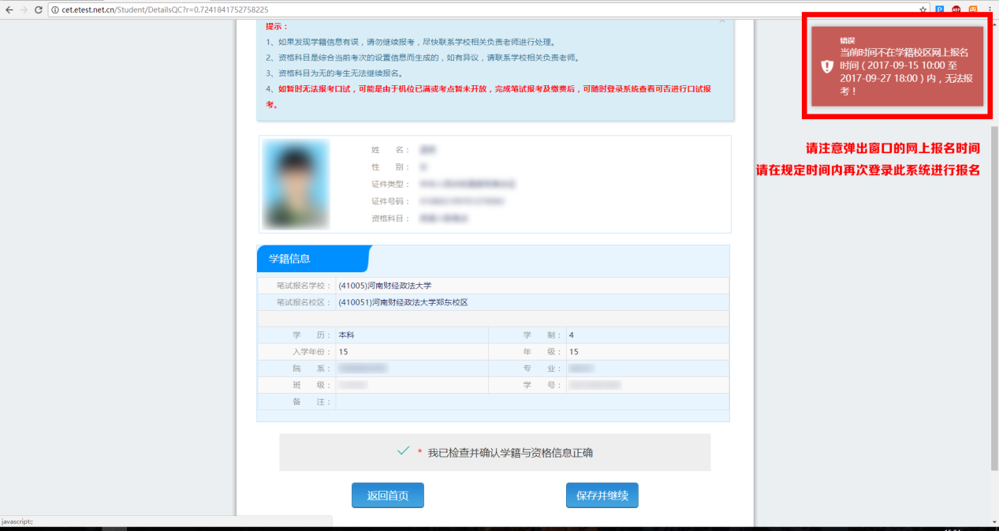 cet.etest.net.cn/Student/DetailsQC?r=0.7241841752758225
提示：
1、如果发现学籍信息有误，请勿继续报考，尽快联系学校相关负责老师进行处理。
2、资格科目是综合当前考次的设置信息而生成的，如有异议，请联系学校相关负责老师。
3、资格科目为无的考生无法继续报名。
4、如暂时无法报考口试，可能是由于机位已满或考点暂未开放，完成笔试报考及缴费后，可随时登录系统查看可否进行口试报
考。
错误
当前时间不在学籍校区网上报名
时间（2017-09-15 10:00 至
2017-09-27 18:00）内，无法报
考！
请注意弹出窗口的网上报名时间
请在规定时间内再次登录此系统进行报名
姓 名：
性 别：
证件类型：
证件号码：
资格科目：
学籍信息
笔试报名学校： (41005)河南财经政法大学
笔试报名校区： (410051)河南财经政法大学郑东校区
学 历： 本科 学 制： 4
入学年份： 15 年 级： 15
院 系： 专 业：
班 级： 学 号：
备 注：
* 我已检查并确认学籍与资格信息正确
返回首页 保存并继续
javascript:;